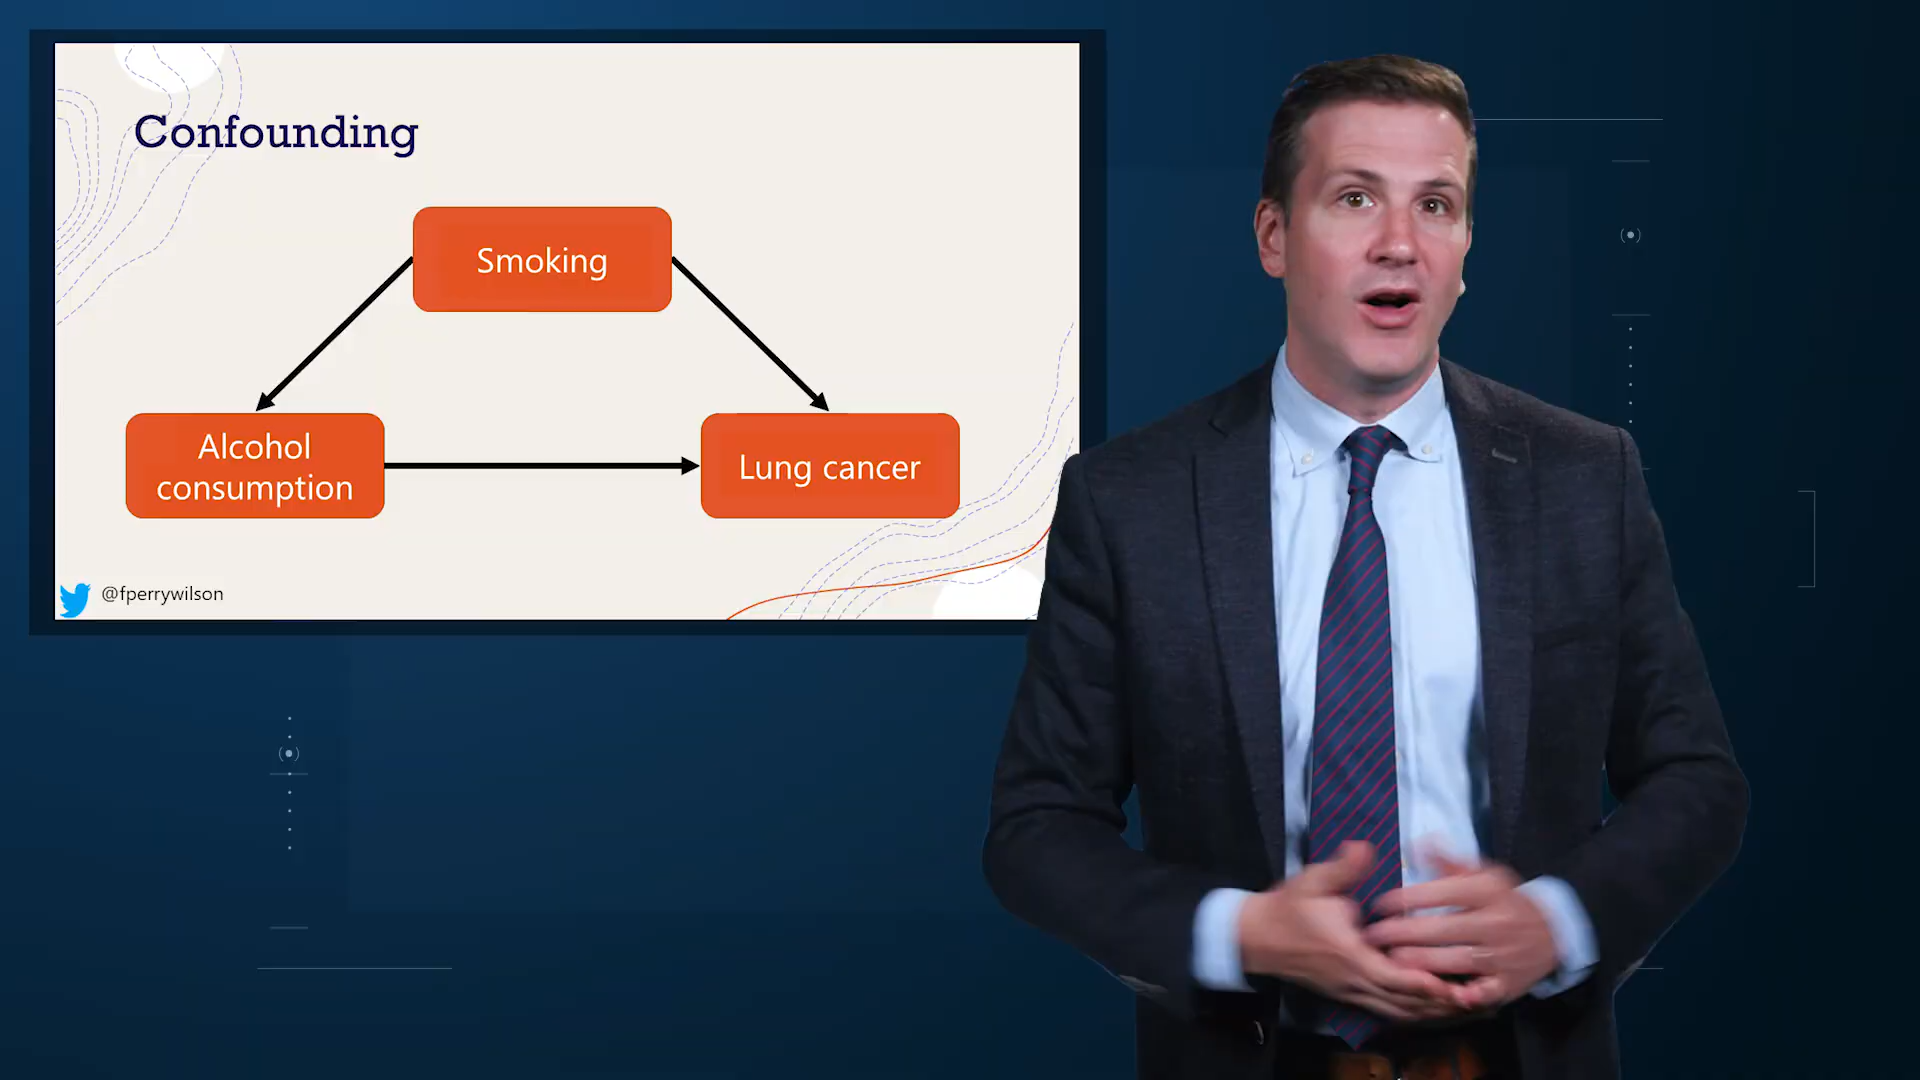 Confounding
Smoking
Alcohol
consumption
Lung cancer
@fperrywilson